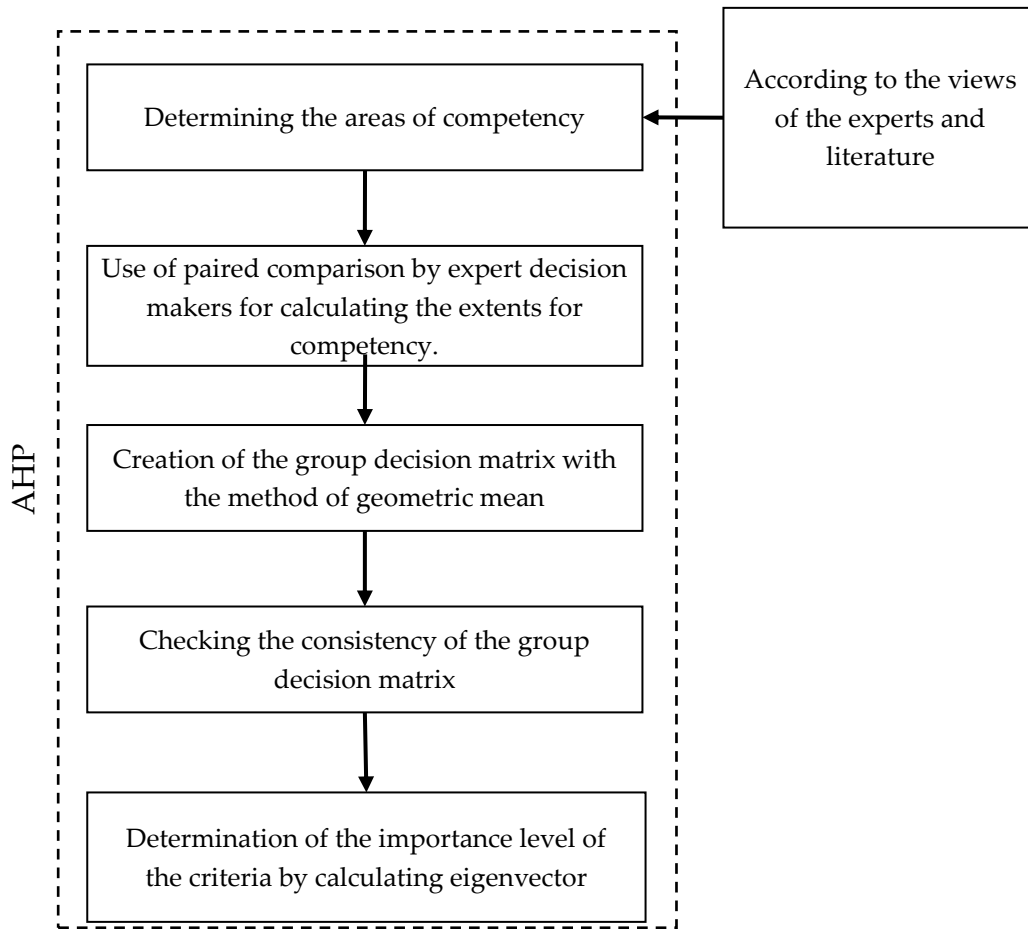 Determining the areas of competency
According to the views
of the experts and
literature
Use of paired comparison by expert decision
makers for calculating the extents for
competency.
Creation of the group decision matrix with
the method of geometric mean
Checking the consistency of the group
decision matrix
Determination of the importance level of
the criteria by calculating eigenvector
AHP